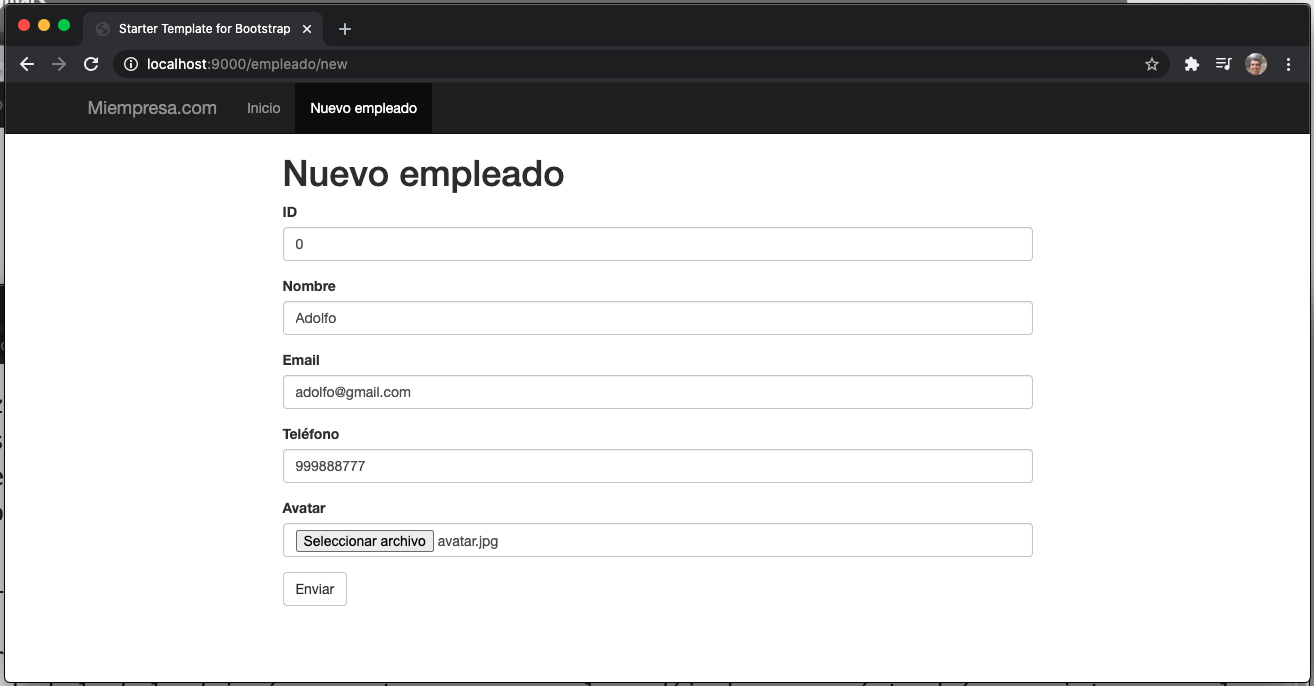 Starter Template for Bootstrap
localhost:9000/empleado/new
Miempresa.com Inicio Nuevo empleado
Nuevo empleado
ID
0
Nombre
Adolfo
Email
adolfo@gmail.com
Teléfono
999888777
Avatar
Seleccionar archivo avatar.jpg
Enviar